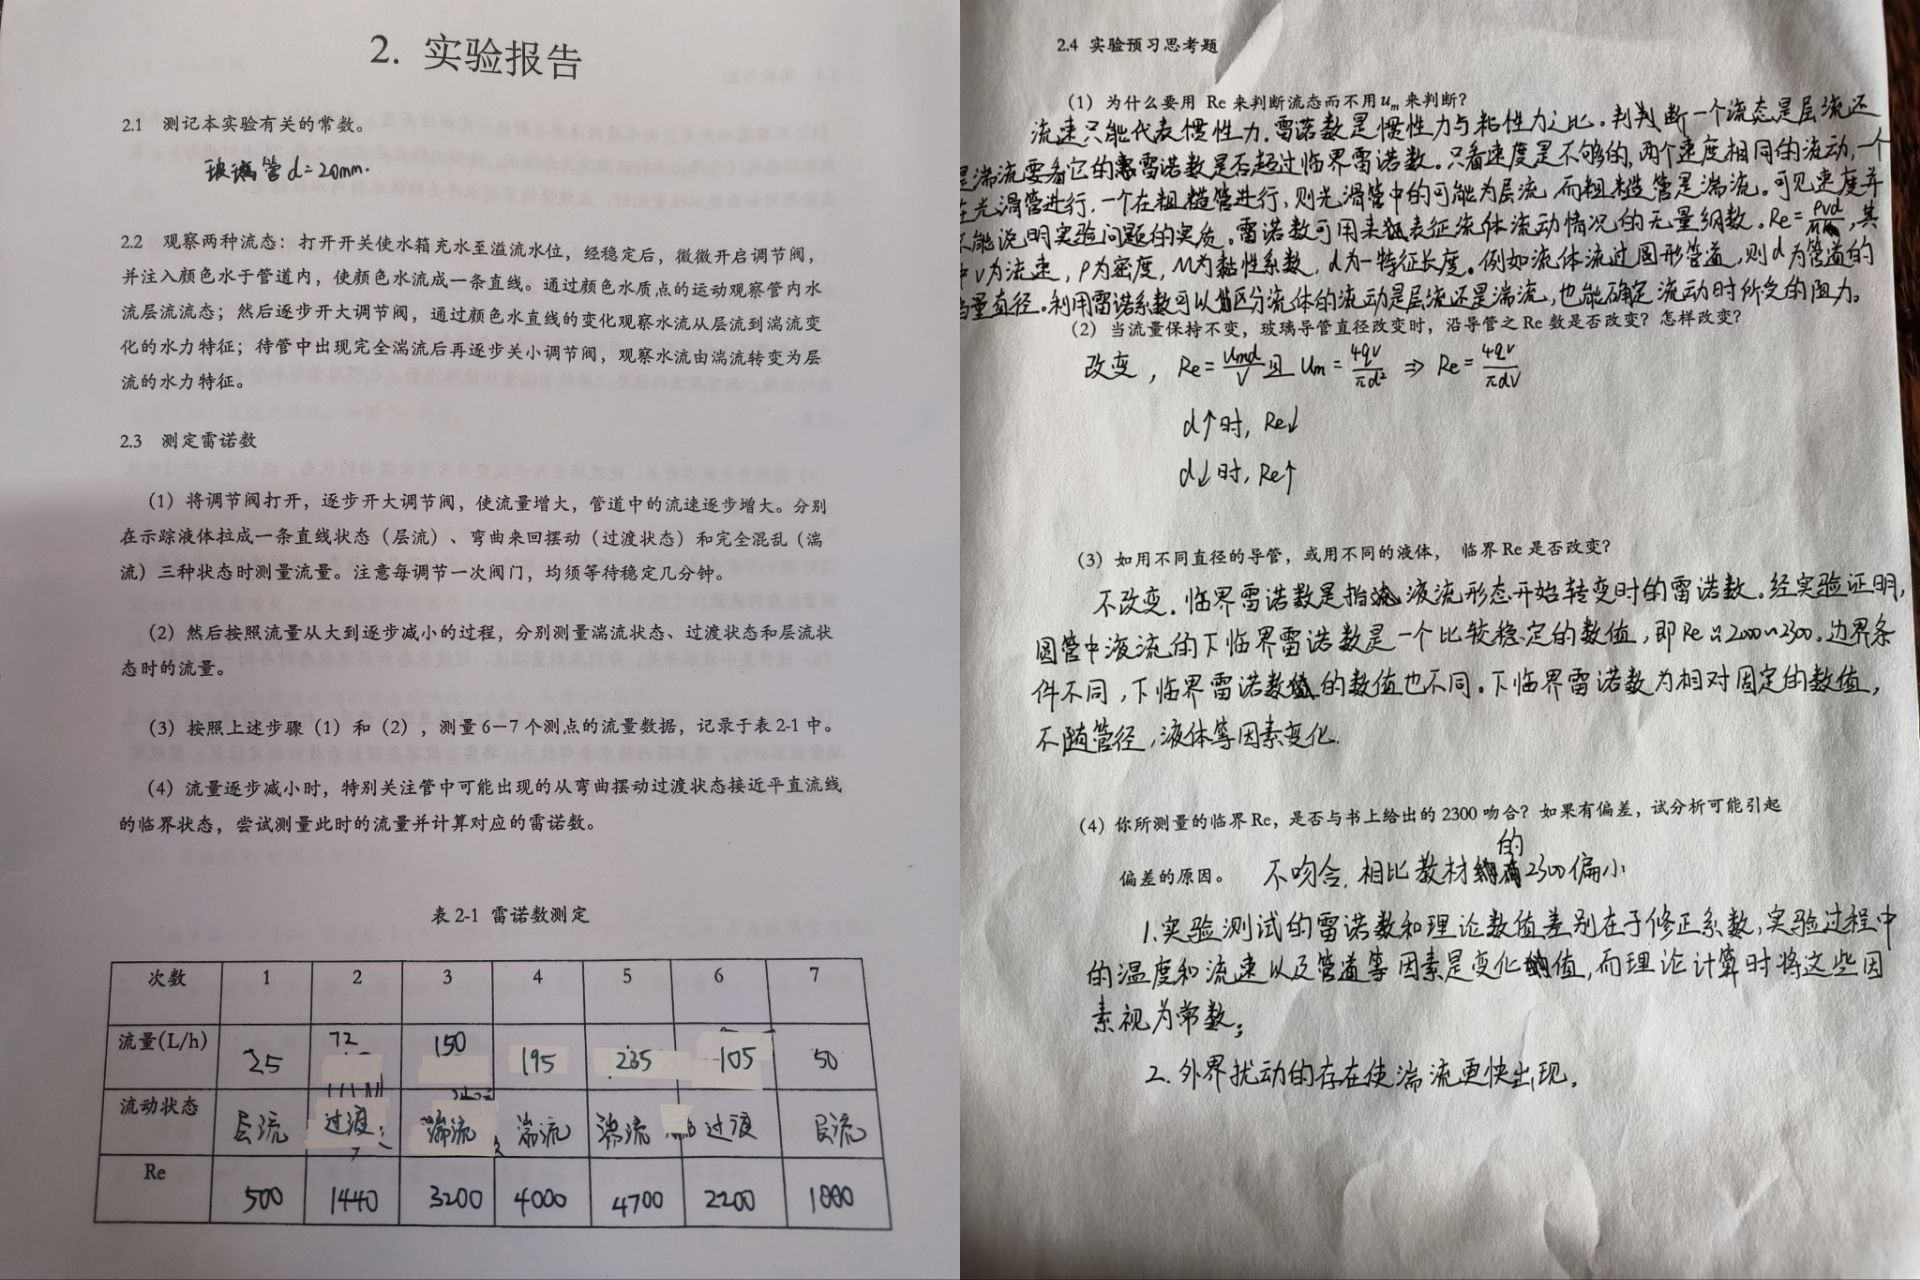 2. 实验报告
2.1 测记本实验有关的常数。
玻璃管d=20mm.
2.2 观察两种流态：打开开关使水箱充水至溢流水位，经稳定后，微微开启调节阀，
并注入颜色水于管道内，使颜色水流成一条直线。通过颜色水质点的运动观察管内水
流层流流态；然后逐步开大调节阀，通过颜色水直线的变化观察水流从层流到湍流变
化的水力特征；待管中出现完全湍流后再逐步关小调节阀，观察水流由湍流转变为层
流的水力特征。
2.3 测定雷诺数
（1）将调节阀打开，逐步开大调节阀，使流量增大，管道中的流速逐步增大。分别
在示踪液体拉成一条直线状态（层流）、弯曲来回摆动（过渡状态）和完全混乱（湍
流）三种状态时测量流量。注意每调节一次阀门，均须等待稳定几分钟。
（2）然后按照流量从大到逐步减小的过程，分别测量湍流状态、过渡状态和层流状
态时的流量。
（3）按照上述步骤（1）和（2），测量6—7个测点的流量数据，记录于表2-1中。
（4）流量逐步减小时，特别关注管中可能出现的从弯曲摆动过渡状态接近平直流线
的临界状态，尝试测量此时的流量并计算对应的雷诺数。
表2-1 雷诺数测定
次数 1 2 3 4 5 6 7
流量(L/h) 25 72 150 195 235 105 50
流动状态 层流 过渡 湍流 湍流 湍流 过渡 层流
Re 500 1440 3200 4000 4700 2200 1000
2.4 实验预习思考题
（1）为什么要用 Re 来判断流态而不用um来判断？
流速只能代表惯性力.雷诺数是惯性力与粘性力之比.判判断一个流态是层流还
是湍流要看它的雷诺数是否超过临界雷诺数。只看速度是不够的,两个速度相同的流动,一个
在光滑管进行,一个在粗糙管进行,则光滑管中的可能为层流,而粗糙管是湍流.可见速度并
不能说明实验问题的实质。雷诺数可用来表征流体流动情况的无量纲数.Re=ρvd/μ,其
中v为流速,ρ为密度,M为黏性系数,d为一特征长度。例如流体流过圆形管道,则d为管道的
当量直径.利用雷诺系数可以区分流体的流动是层流还是湍流,也能确定流动时所受的阻力。
（2）当流量保持不变，玻璃导管直径改变时，沿导管之Re数是否改变？怎样改变？
改变, Re=Umd/V 且 Um=4qv/πd² ⇒ Re=4qv/πdV
d↑时, Re↓
d↓时, Re↑
（3）如用不同直径的导管，或用不同的液体， 临界Re是否改变？
不改变.临界雷诺数是指液流形态开始转变时的雷诺数.经实验证明,
圆管中液流的下临界雷诺数是一个比较稳定的数值,即Re≈2000~2300.边界条
件不同,下临界雷诺数的数值也不同。下临界雷诺数为相对固定的数值,
不随管径,液体等因素变化.
（4）你所测量的临界Re，是否与书上给出的2300吻合？如果有偏差，试分析可能引起
偏差的原因。 不吻合,相比教材的2300偏小
1.实验测试的雷诺数和理论数值差别在于修正系数,实验过程中
的温度和流速以及管道等因素是变化的值,而理论计算时将这些因
素视为常数;
2.外界扰动的存在使湍流更快出现.